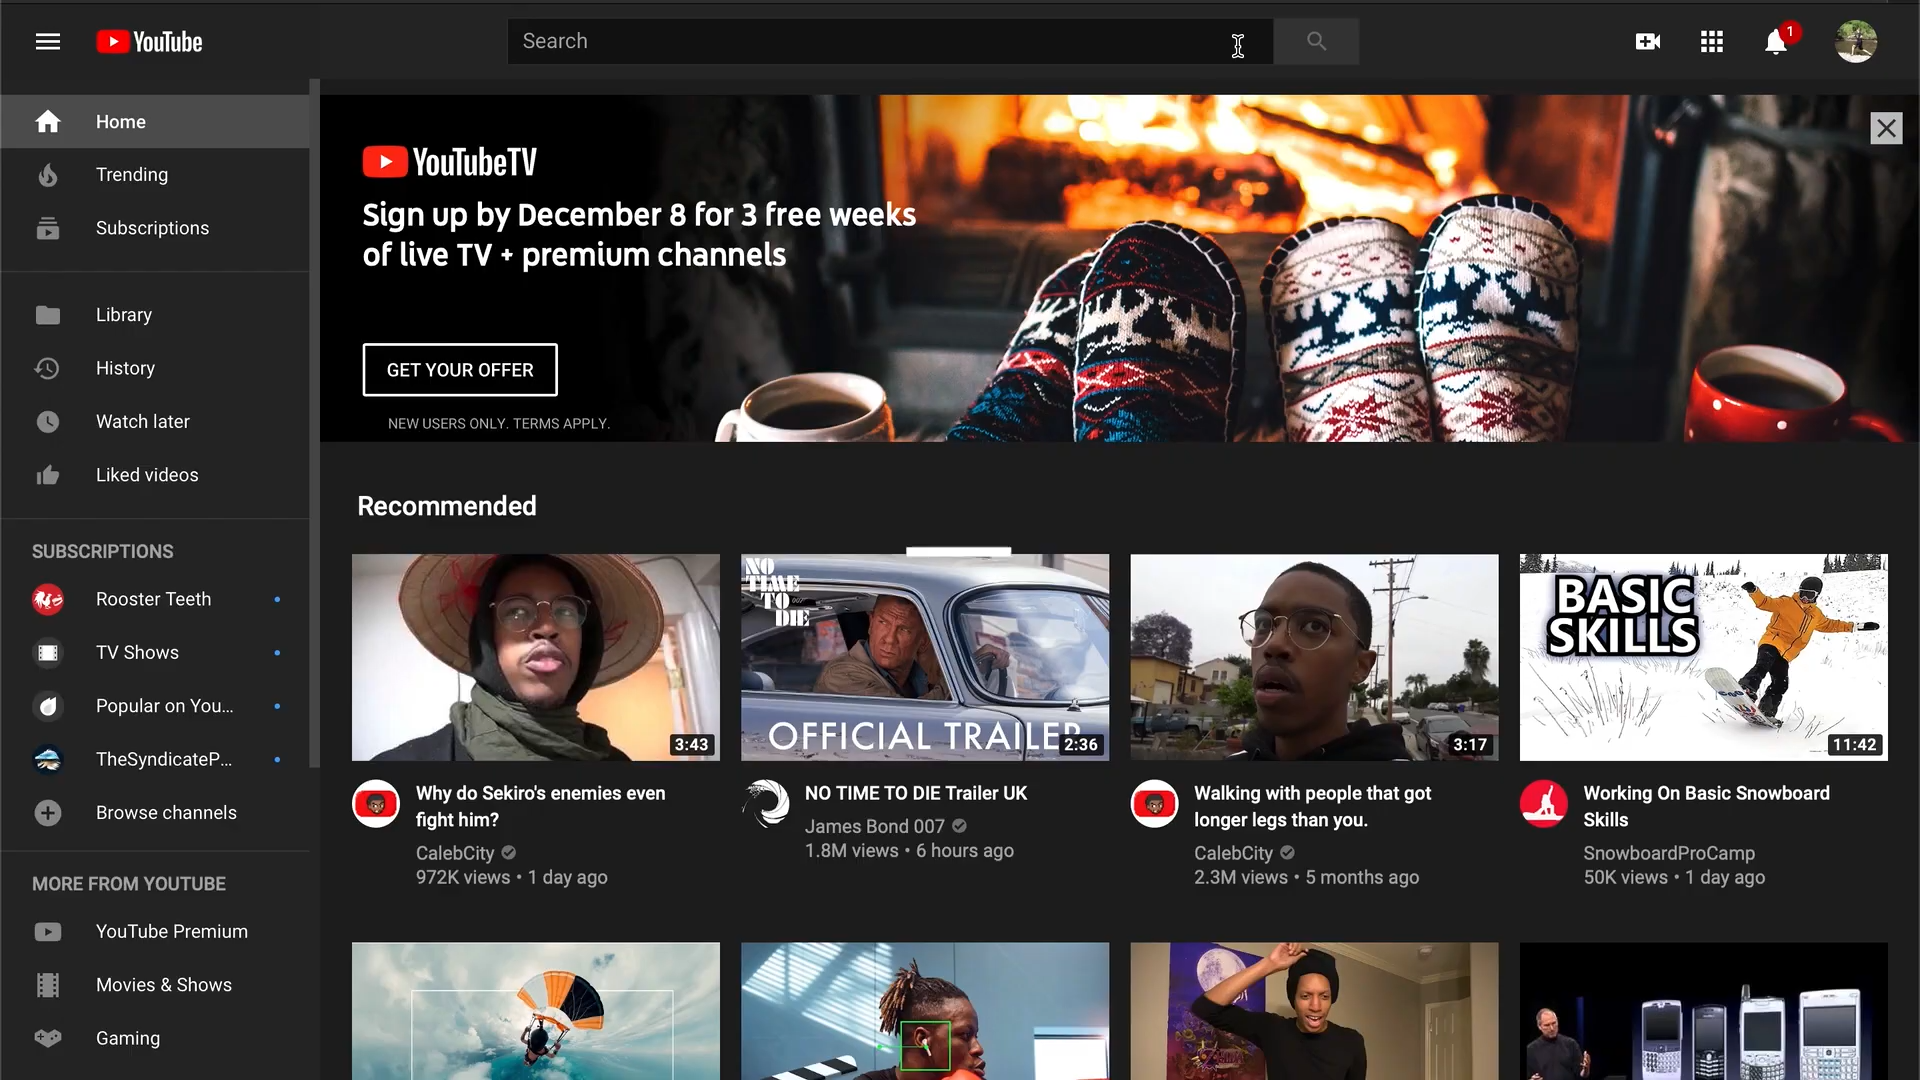 YouTube
Search
1
Home
Trending
Subscriptions
Library
History
Watch later
Liked videos
SUBSCRIPTIONS
Rooster Teeth
TV Shows
Popular on You...
TheSyndicateP...
Browse channels
MORE FROM YOUTUBE
YouTube Premium
Movies & Shows
Gaming
YouTubeTV
Sign up by December 8 for 3 free weeks
of live TV + premium channels
GET YOUR OFFER
NEW USERS ONLY. TERMS APPLY.
Recommended
3:43
Why do Sekiro's enemies even
fight him?
CalebCity
972K views • 1 day ago
NO
TIME
TO
DIE
OFFICIAL TRAILER
2:36
NO TIME TO DIE Trailer UK
James Bond 007
1.8M views • 6 hours ago
3:17
Walking with people that got
longer legs than you.
CalebCity
2.3M views • 5 months ago
BASIC
SKILLS
11:42
Working On Basic Snowboard
Skills
SnowboardProCamp
50K views • 1 day ago